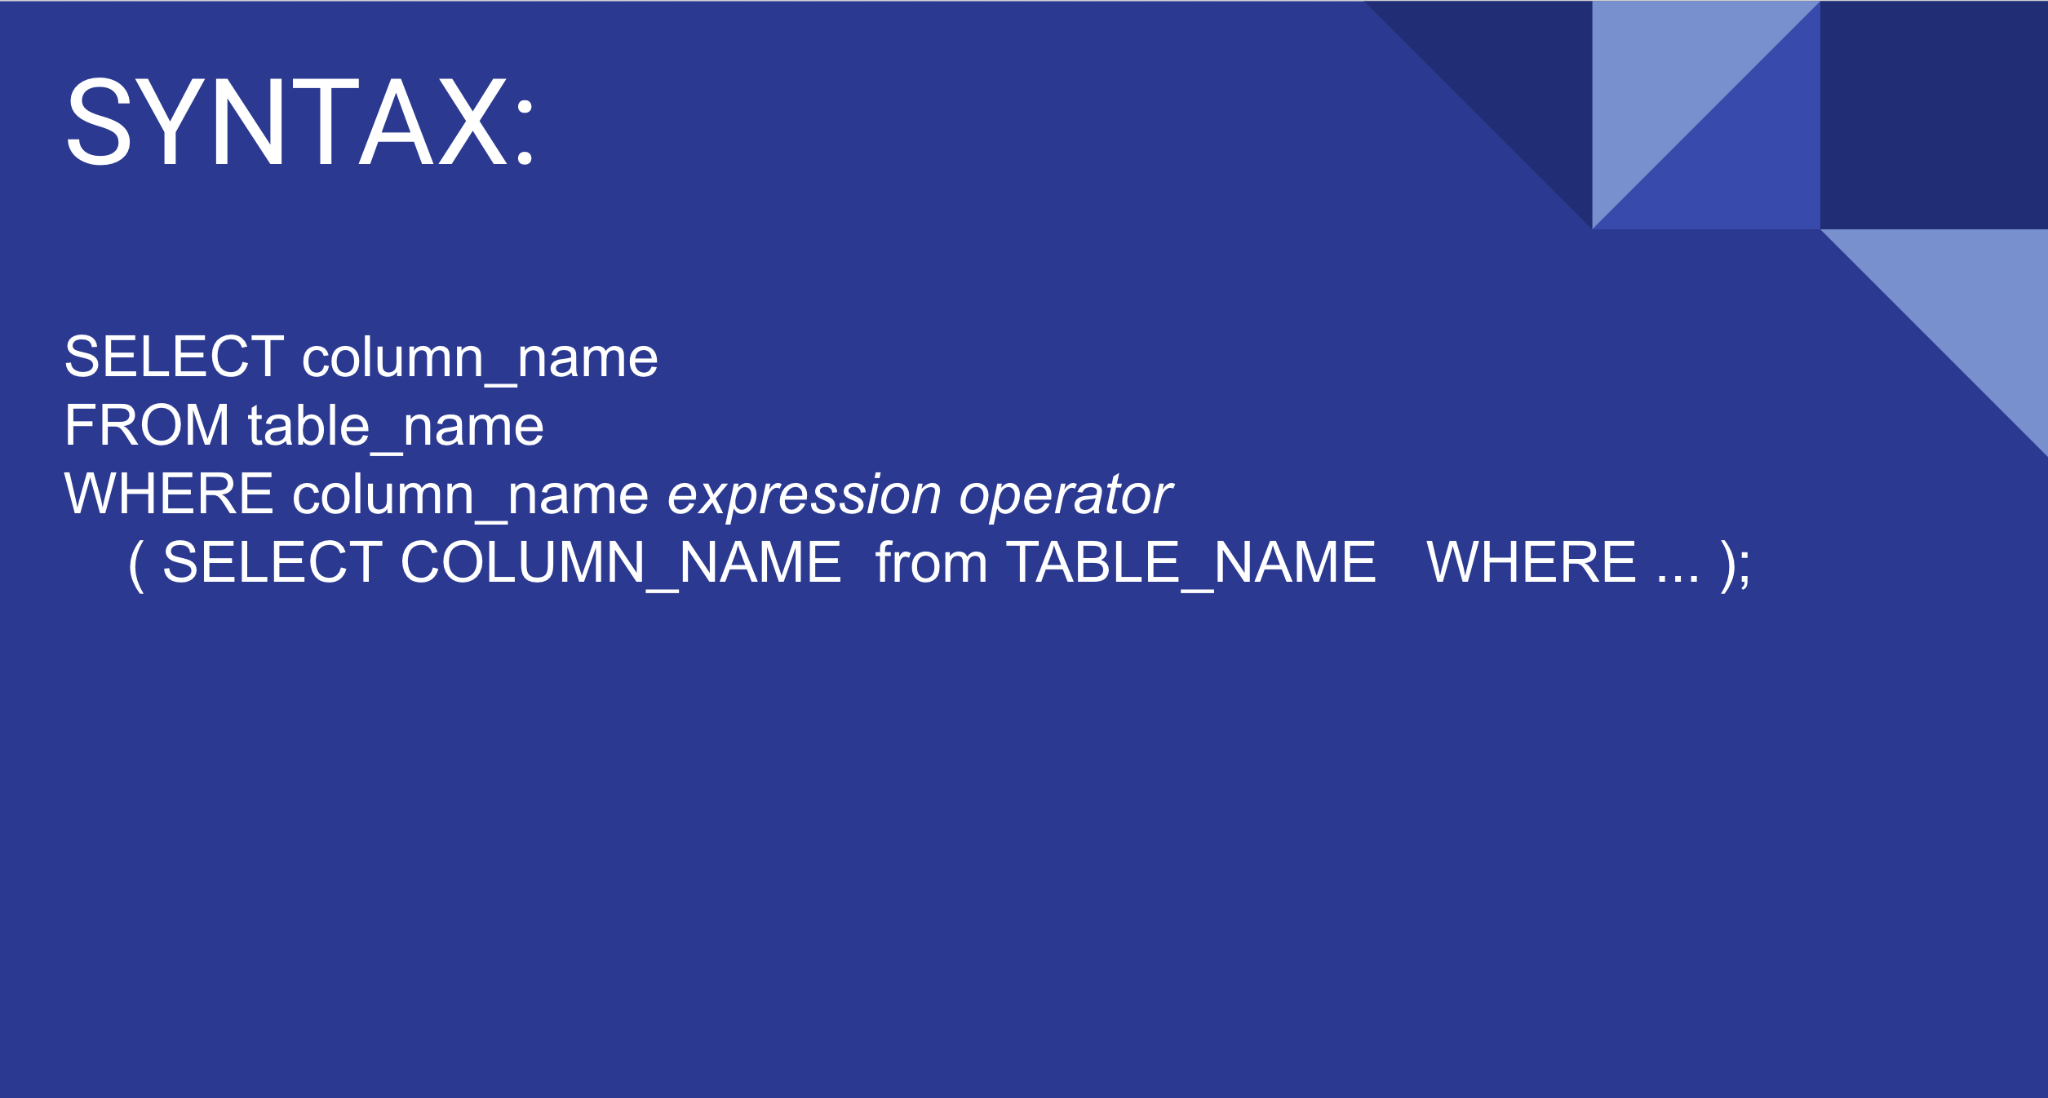 SYNTAX:
SELECT column_name
FROM table_name
WHERE column_name expression operator
( SELECT COLUMN_NAME  from TABLE_NAME   WHERE ... );